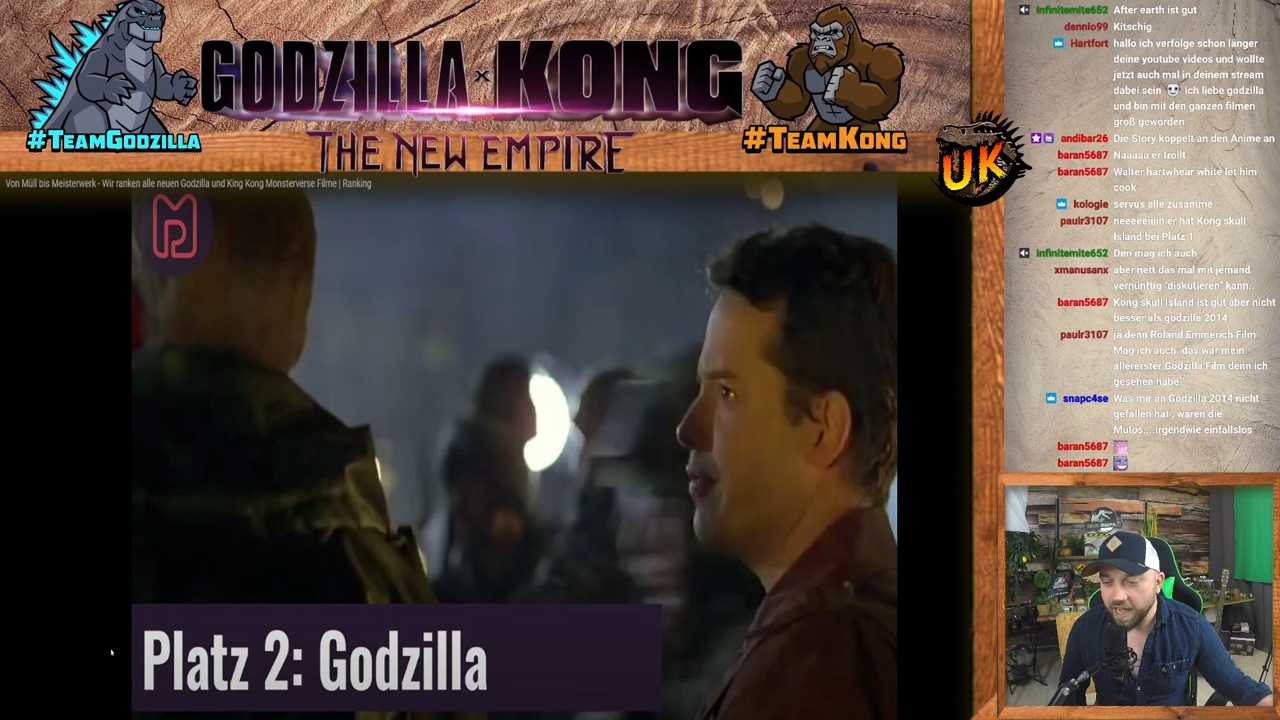 GODZILLA x KONG
THE NEW EMPIRE
#TEAMGODZILLA
#TEAMKONG
UK
Von Müll bis Meisterwerk - Wir ranken alle neuen Godzilla und King Kong Monsterverse Filme | Ranking
Platz 2: Godzilla
infinitemite652 After earth ist gut
dennio99 Kitschig
Hartfort hallo ich verfolge schon länger
deine youtube videos und wollte
jetzt auch mal in deinem stream
dabei sein ich liebe godzilla
und bin mit den ganzen filmen
groß geworden
andibar26 Die Story koppelt an den Anime an
baran5687 Naaaaa er trollt
baran5687 Walter hartwhear white let him
cook
kologie servus alle zusamme
paulr3107 neeeeeiiiin er hat Kong skull
Island bei Platz 1
infinitemite652 Den mag ich auch
xmanusanx aber nett das mal mit jemand
vernünftig "diskutieren" kann..
baran5687 Kong skull Island ist gut aber nicht
besser als godzilla 2014
paulr3107 ja denn Roland Emmerich Film
Mag ich auch das war mein
allererster Godzilla Film denn ich
gesehen habe
snapc4se Was mir an Godzilla 2014 nicht
gefallen hat , waren die
Mutos....irgendwie einfallslos
baran5687
baran5687